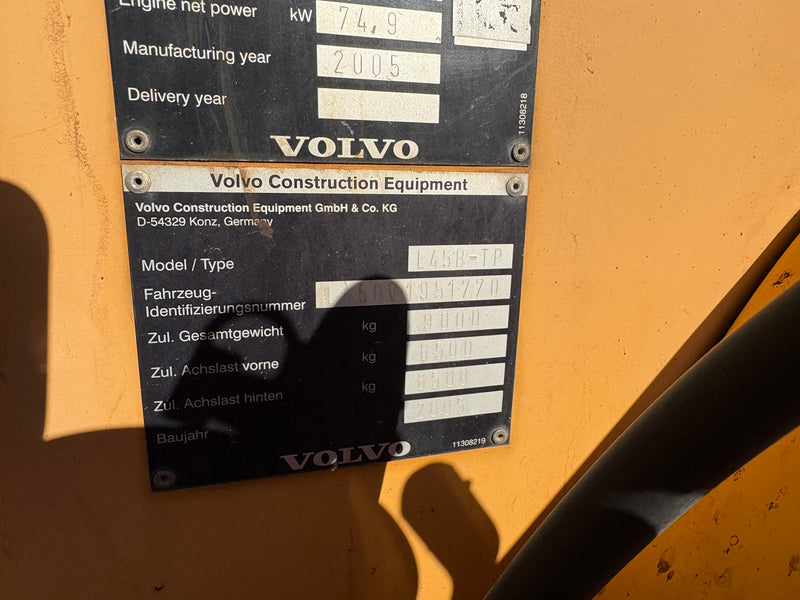 Engine net power kW 74,9
Manufacturing year 2005
Delivery year
11308218
VOLVO
Volvo Construction Equipment
Volvo Construction Equipment GmbH & Co. KG
D-54329 Konz, Germany
Model / Type L45B-TP
Fahrzeug-
Identifizierungsnummer
Zul. Gesamtgewicht kg 9000
Zul. Achslast vorne kg 6500
Zul. Achslast hinten kg 6500
Baujahr 2005
VOLVO
11308219